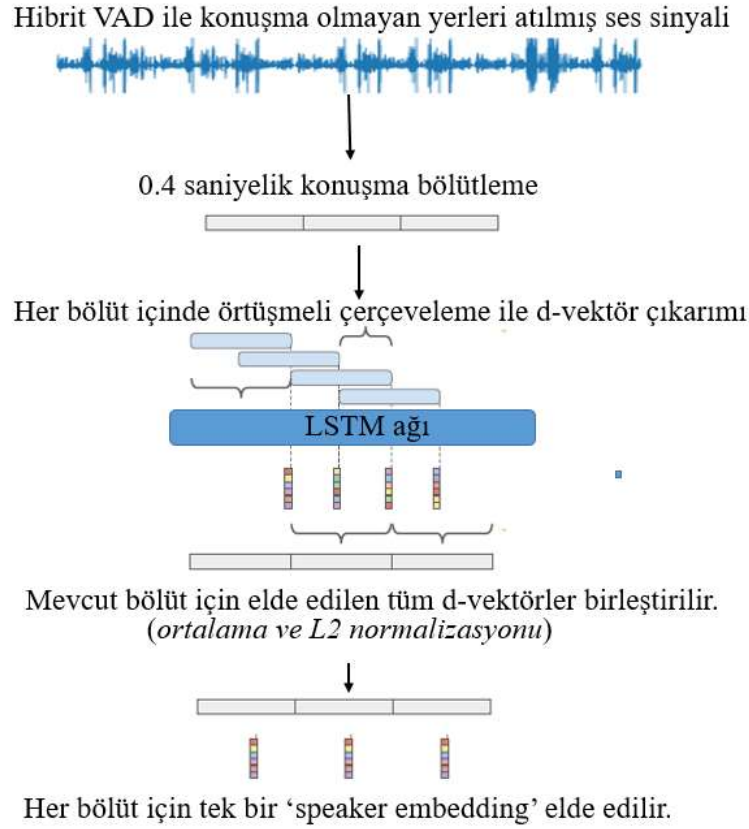 Hibrit VAD ile konuşma olmayan yerleri atılmış ses sinyali
0.4 saniyelik konuşma bölütleme
Her bölüt içinde örtüşmeli çerçeveleme ile d-vektör çıkarımı
LSTM ağı
Mevcut bölüt için elde edilen tüm d-vektörler birleştirilir.
(ortalama ve L2 normalizasyonu)
Her bölüt için tek bir ‘speaker embedding’ elde edilir.